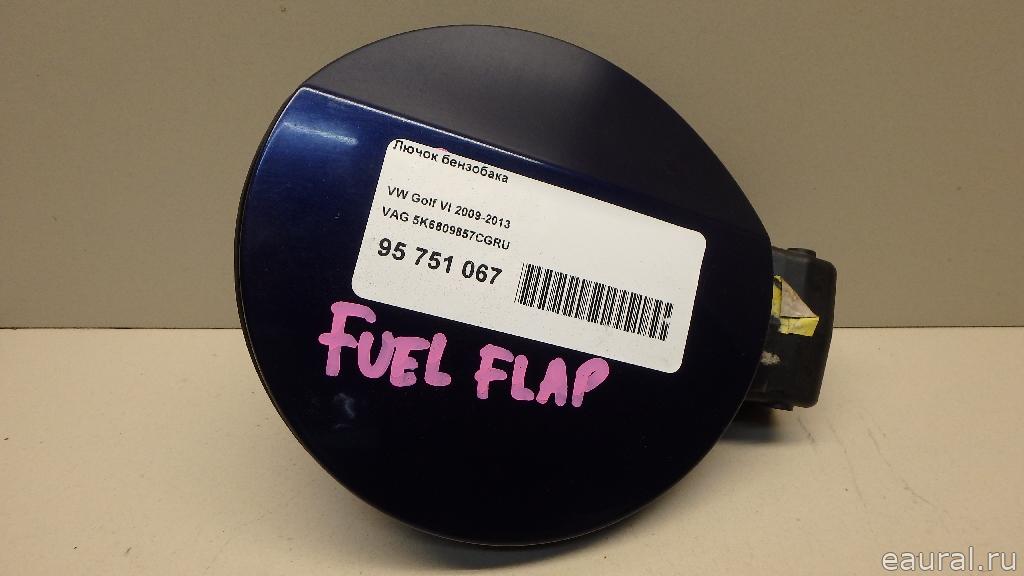 Лючок бензобака
VW Golf VI 2009-2013
VAG 5K6809857CGRU
95 751 067
FUEL FLAP
eaural.ru